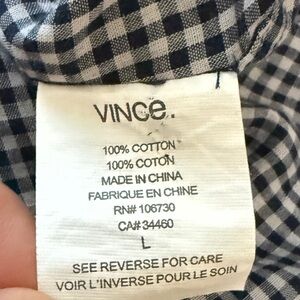 VINCE.
100% COTTON
100% COTON
MADE IN CHINA
FABRIQUE EN CHINE
RN# 106730
CA# 34460
L
SEE REVERSE FOR CARE
VOIR L'INVERSE POUR LE SOIN